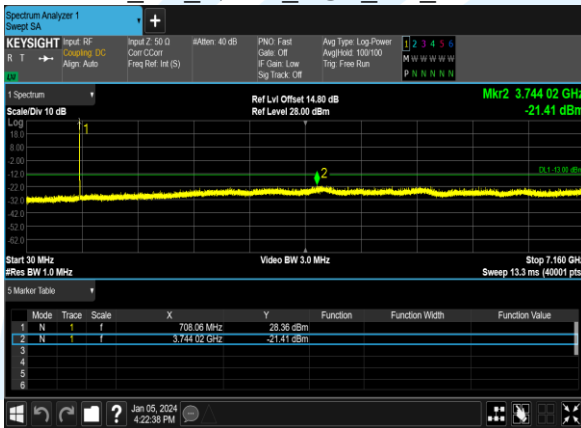 Spectrum Analyzer 1
Swept SA
+
KEYSIGHT
R T
LV
Input: RF
Coupling: DC
Align: Auto
Input Z: 50 Ω
Corr CCorr
Freq Ref: Int (S)
#Atten: 40 dB
PNO: Fast
Gate: Off
IF Gain: Low
Sig Track: Off
Avg Type: Log-Power
Avg|Hold: 100/100
Trig: Free Run
1 2 3 4 5 6
M W W W W W
P N N N N N
1 Spectrum
Scale/Div 10 dB
Ref Lvl Offset 14.80 dB
Ref Level 28.00 dBm
Mkr2 3.744 02 GHz
-21.41 dBm
Log
18.0
8.00
-2.00
-12.0
-22.0
-32.0
-42.0
-52.0
-62.0
1
2
DL1 -13.00 dBm
Start 30 MHz
#Res BW 1.0 MHz
Video BW 3.0 MHz
Stop 7.160 GHz
Sweep 13.3 ms (40001 pts)
5 Marker Table
Mode Trace Scale X Y Function Function Width Function Value
1 N 1 f 708.06 MHz 28.36 dBm
2 N 1 f 3.744 02 GHz -21.41 dBm
3
4
5
6
?
Jan 05, 2024
4:22:38 PM